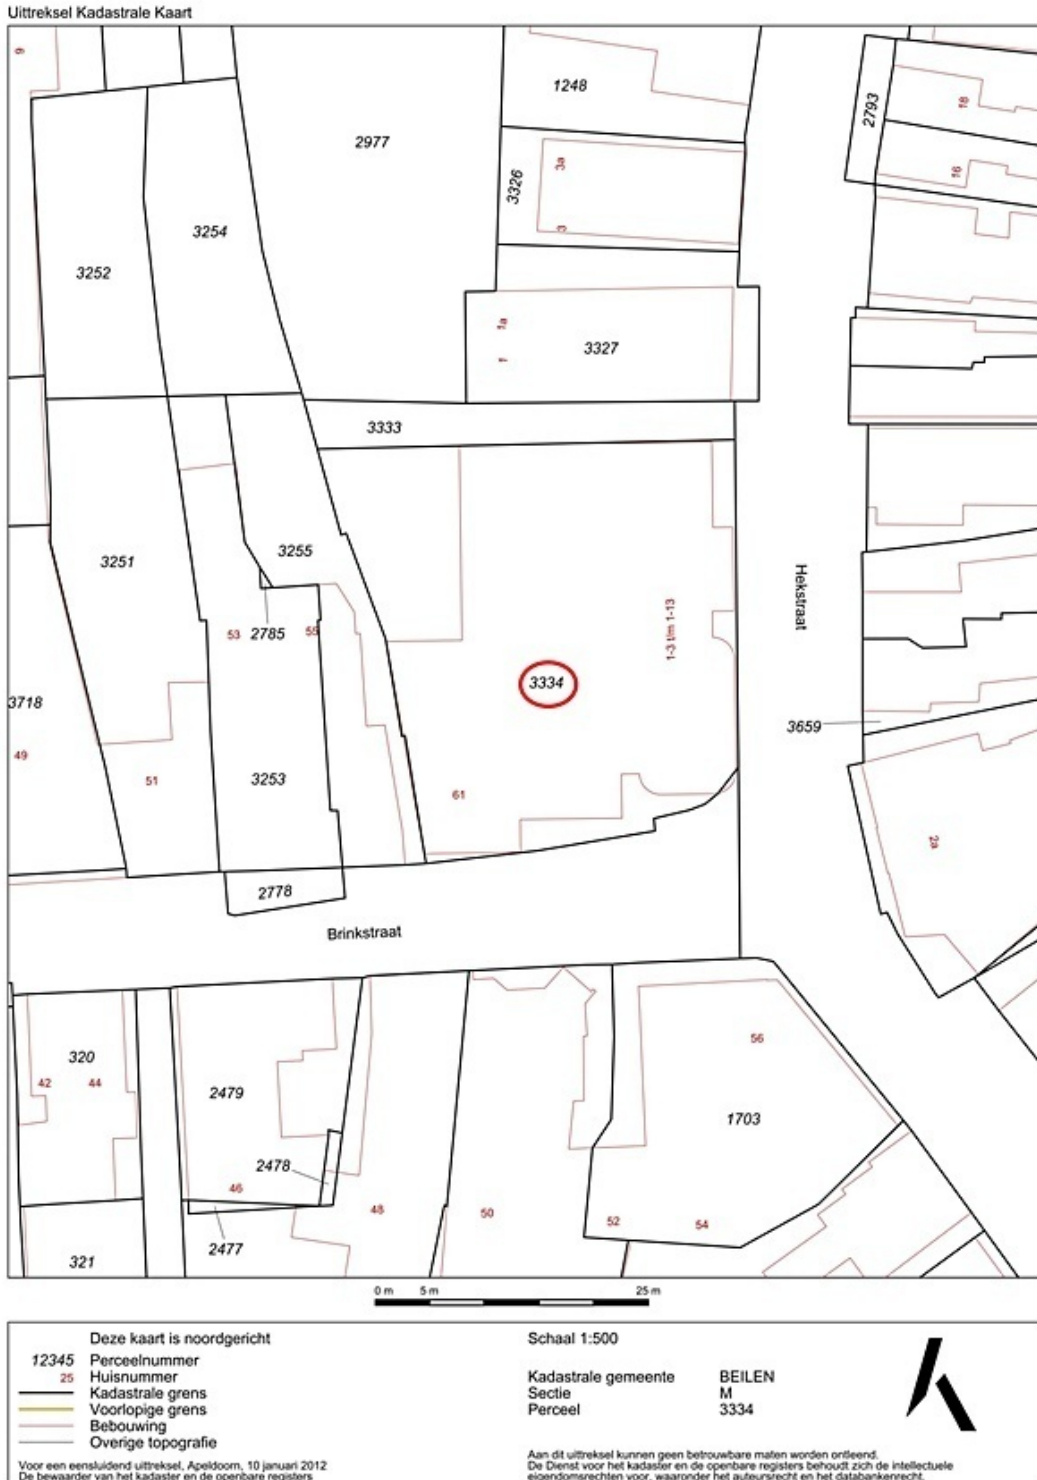 Uittreksel Kadastrale Kaart
9
1248
2793
18
2977
3a
16
3326
3254
3
3252
1a
3327
1
3333
3251
3255
Hekstraat
1-3 t/m 1-13
53
2785
55
3334
3718
3659
49
51
3253
61
2a
2778
Brinkstraat
56
320
42
44
2479
1703
2478
46
48
50
52
54
2477
321
0 m 5 m 25 m
Deze kaart is noordgericht
12345 Perceelnummer
25 Huisnummer
Kadastrale grens
Voorlopige grens
Bebouwing
Overige topografie
Voor een eensluidend uittreksel, Apeldoorn, 10 januari 2012
De bewaarder van het kadaster en de openbare registers
Schaal 1:500
Kadastrale gemeente BEILEN
Sectie M
Perceel 3334
Aan dit uittreksel kunnen geen betrouwbare maten worden ontleend.
De Dienst voor het kadaster en de openbare registers behoudt zich de intellectuele
eigendomsrechten voor, waaronder het auteursrecht en het databankenrecht.